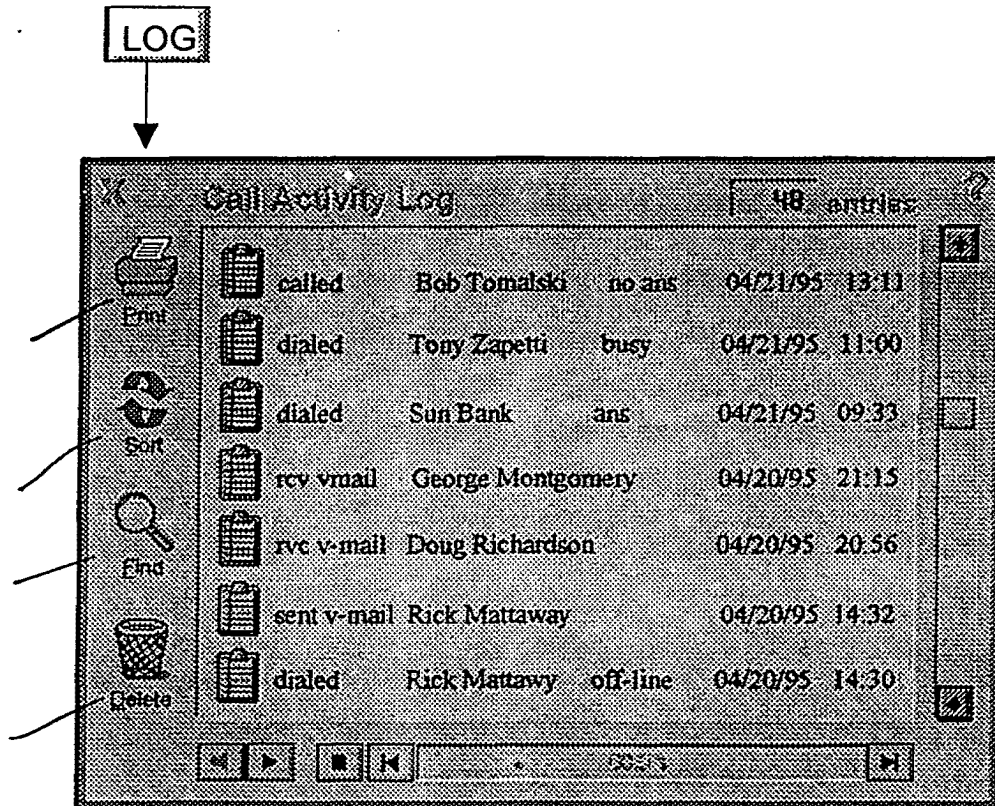 LOG
Call Activity Log 48 entries ?
Print
Sort
Find
Delete
called Bob Tomalski no ans 04/21/95 13:11
dialed Tony Zapetti busy 04/21/95 11:00
dialed Sun Bank ans 04/21/95 09:33
rcv vmail George Montgomery 04/20/95 21:15
rvc v-mail Doug Richardson 04/20/95 20:56
sent v-mail Rick Mattaway 04/20/95 14:32
dialed Rick Mattawy off-line 04/20/95 14:30